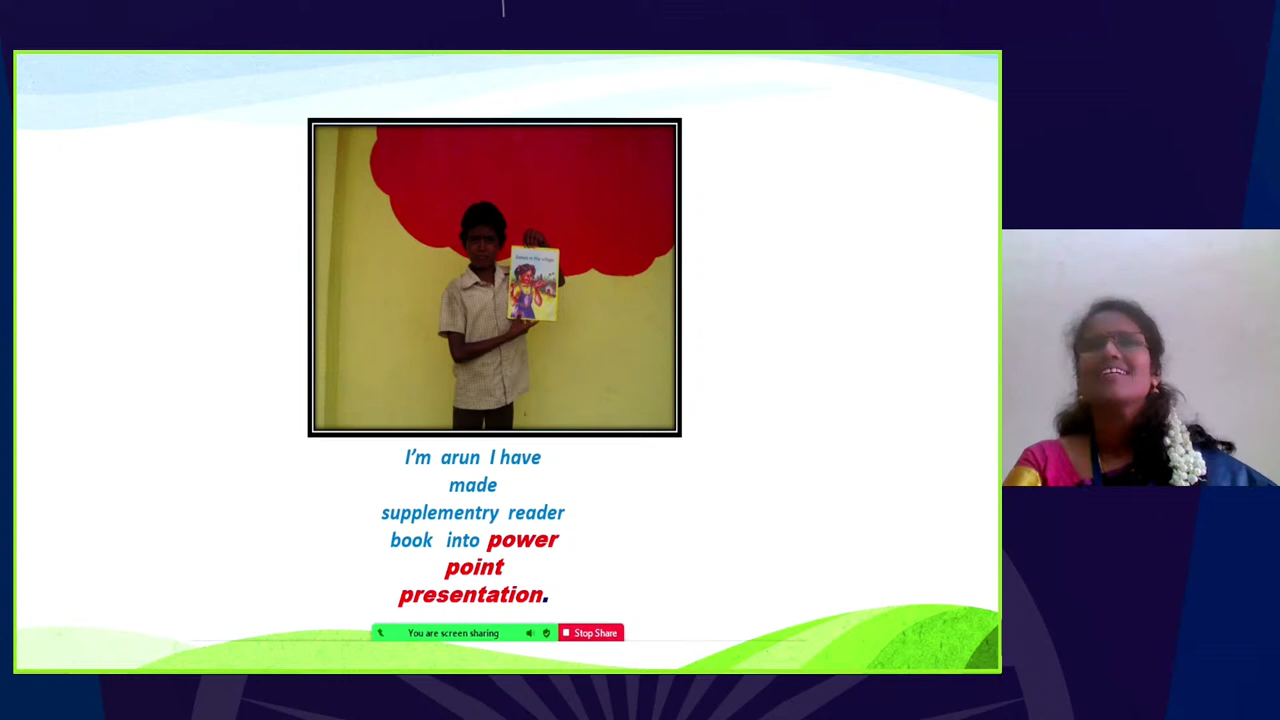 I'm arun I have
made
supplementry reader
book into power
point
presentation.
You are screen sharing
Stop Share